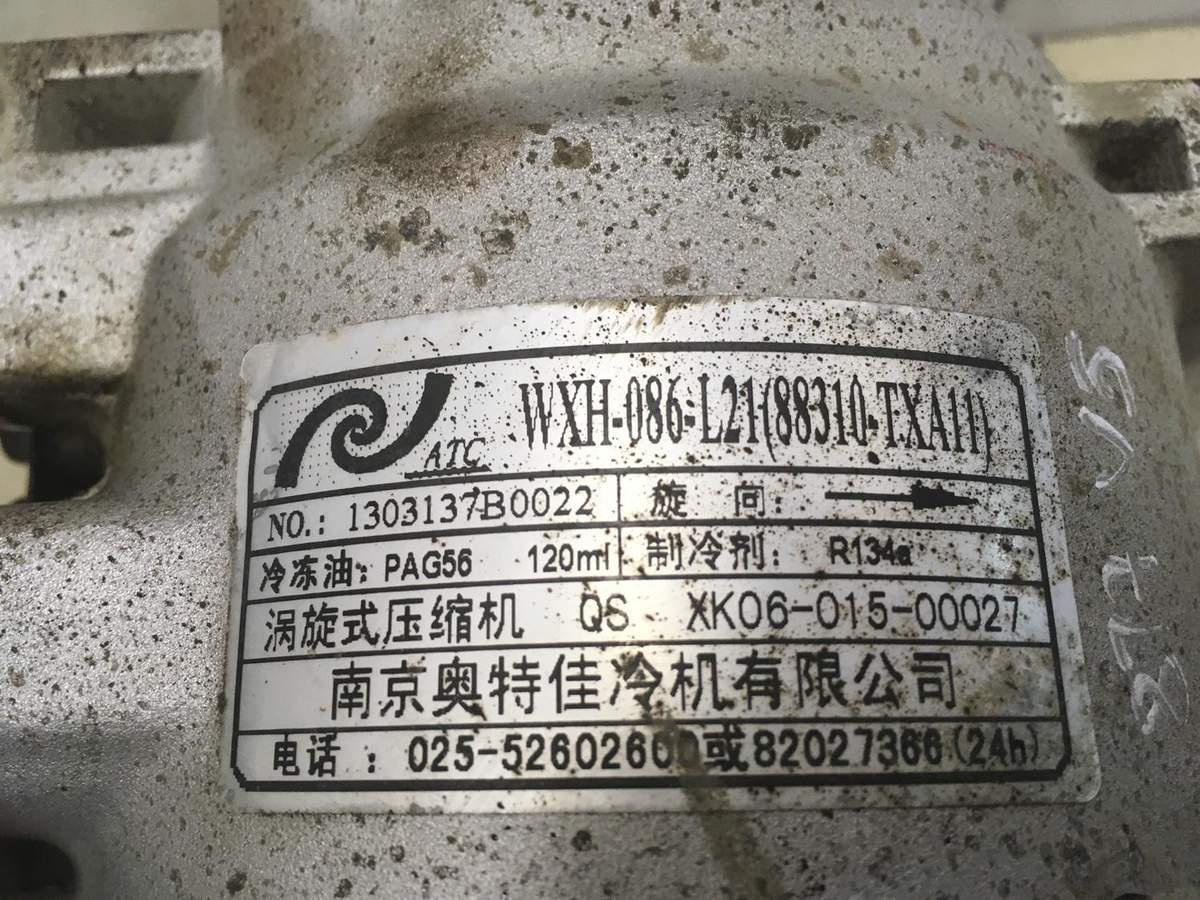 ATC WXH-086-L21(88310-TXA11)
NO.: 1303137B0022 旋 向:
冷冻油: PAG56 120ml 制冷剂: R134a
涡旋式压缩机 QS XK06-015-00027
南京奥特佳冷机有限公司
电话 : 025-52602600或82027366(24h)